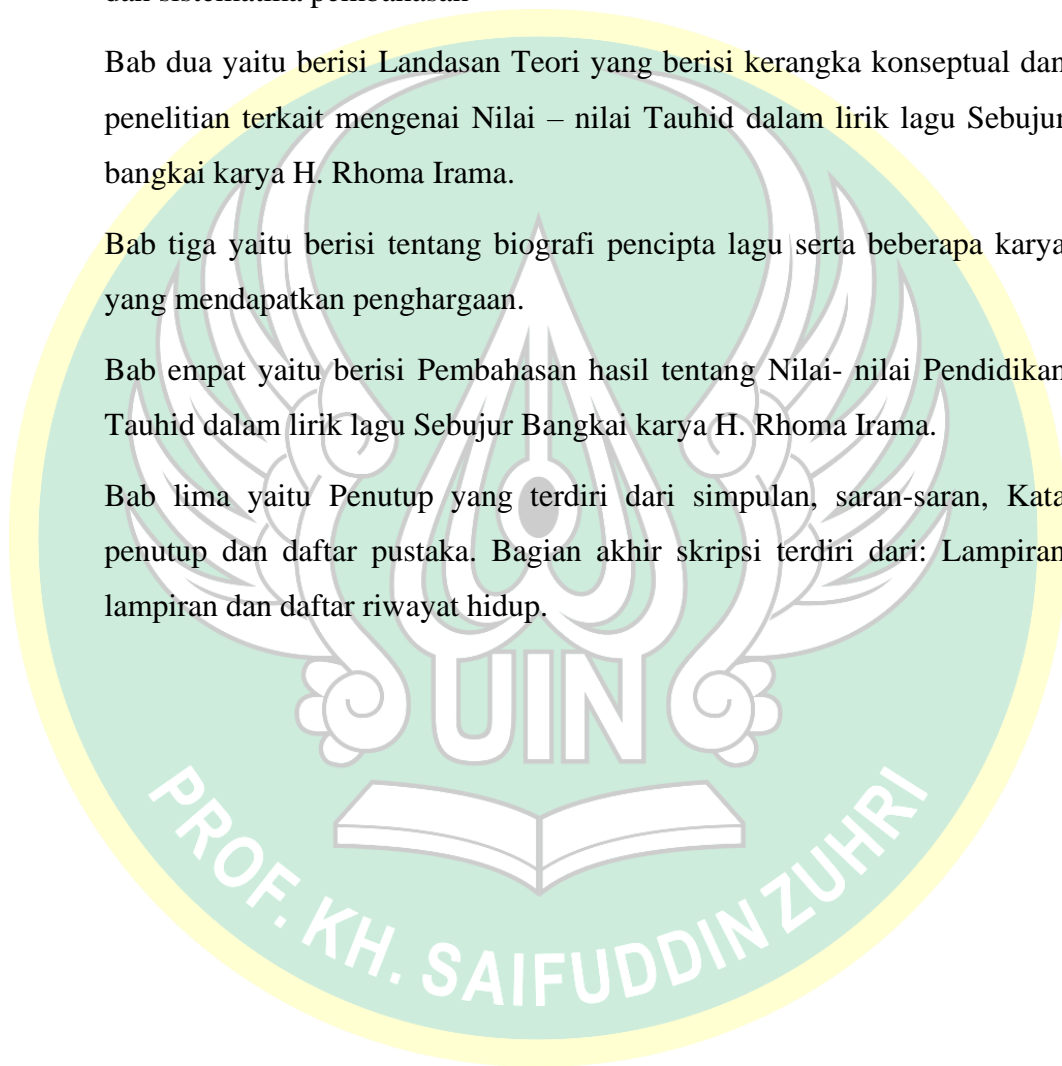 dan sistematika pembahasan
Bab dua yaitu berisi Landasan Teori yang berisi kerangka konseptual dan
penelitian terkait mengenai Nilai – nilai Tauhid dalam lirik lagu Sebujur
bangkai karya H. Rhoma Irama.
Bab tiga yaitu berisi tentang biografi pencipta lagu serta beberapa karya
yang mendapatkan penghargaan.
Bab empat yaitu berisi Pembahasan hasil tentang Nilai- nilai Pendidikan
Tauhid dalam lirik lagu Sebujur Bangkai karya H. Rhoma Irama.
Bab lima yaitu Penutup yang terdiri dari simpulan, saran-saran, Kata
penutup dan daftar pustaka. Bagian akhir skripsi terdiri dari: Lampiran
lampiran dan daftar riwayat hidup.
UIN
PROF. KH. SAIFUDDIN ZUHRI